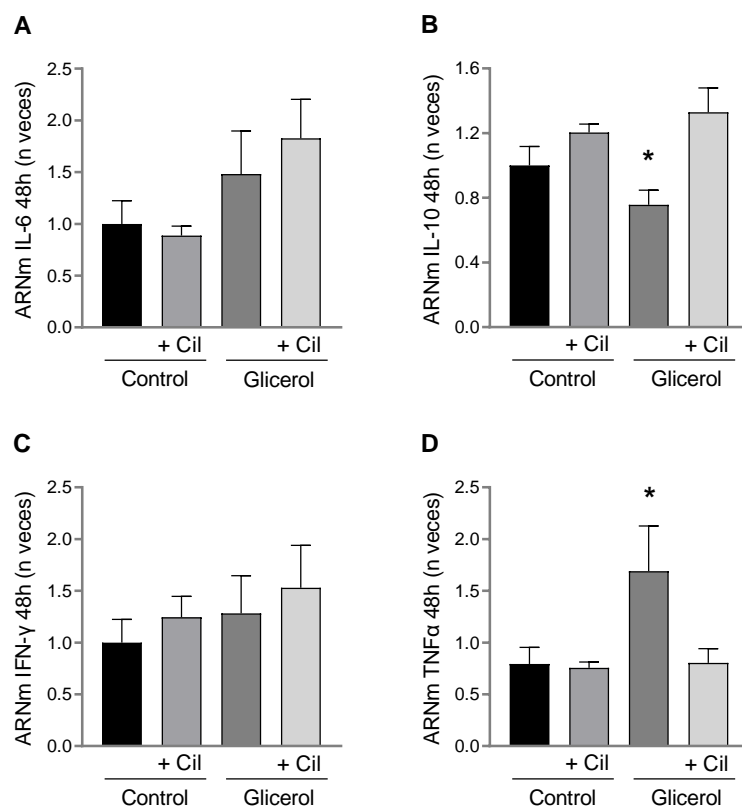 A
ARNm IL-6 48h (n veces)
2.5
2.0
1.5
1.0
0.5
0.0
+ Cil + Cil
Control Glicerol
B
ARNm IL-10 48h (n veces)
1.6
1.2
0.8
0.4
0.0
*
+ Cil + Cil
Control Glicerol
C
ARNm IFN-γ 48h (n veces)
2.5
2.0
1.5
1.0
0.5
0.0
+ Cil + Cil
Control Glicerol
D
ARNm TNFα 48h (n veces)
2.5
2.0
1.5
1.0
0.5
0.0
*
+ Cil + Cil
Control Glicerol